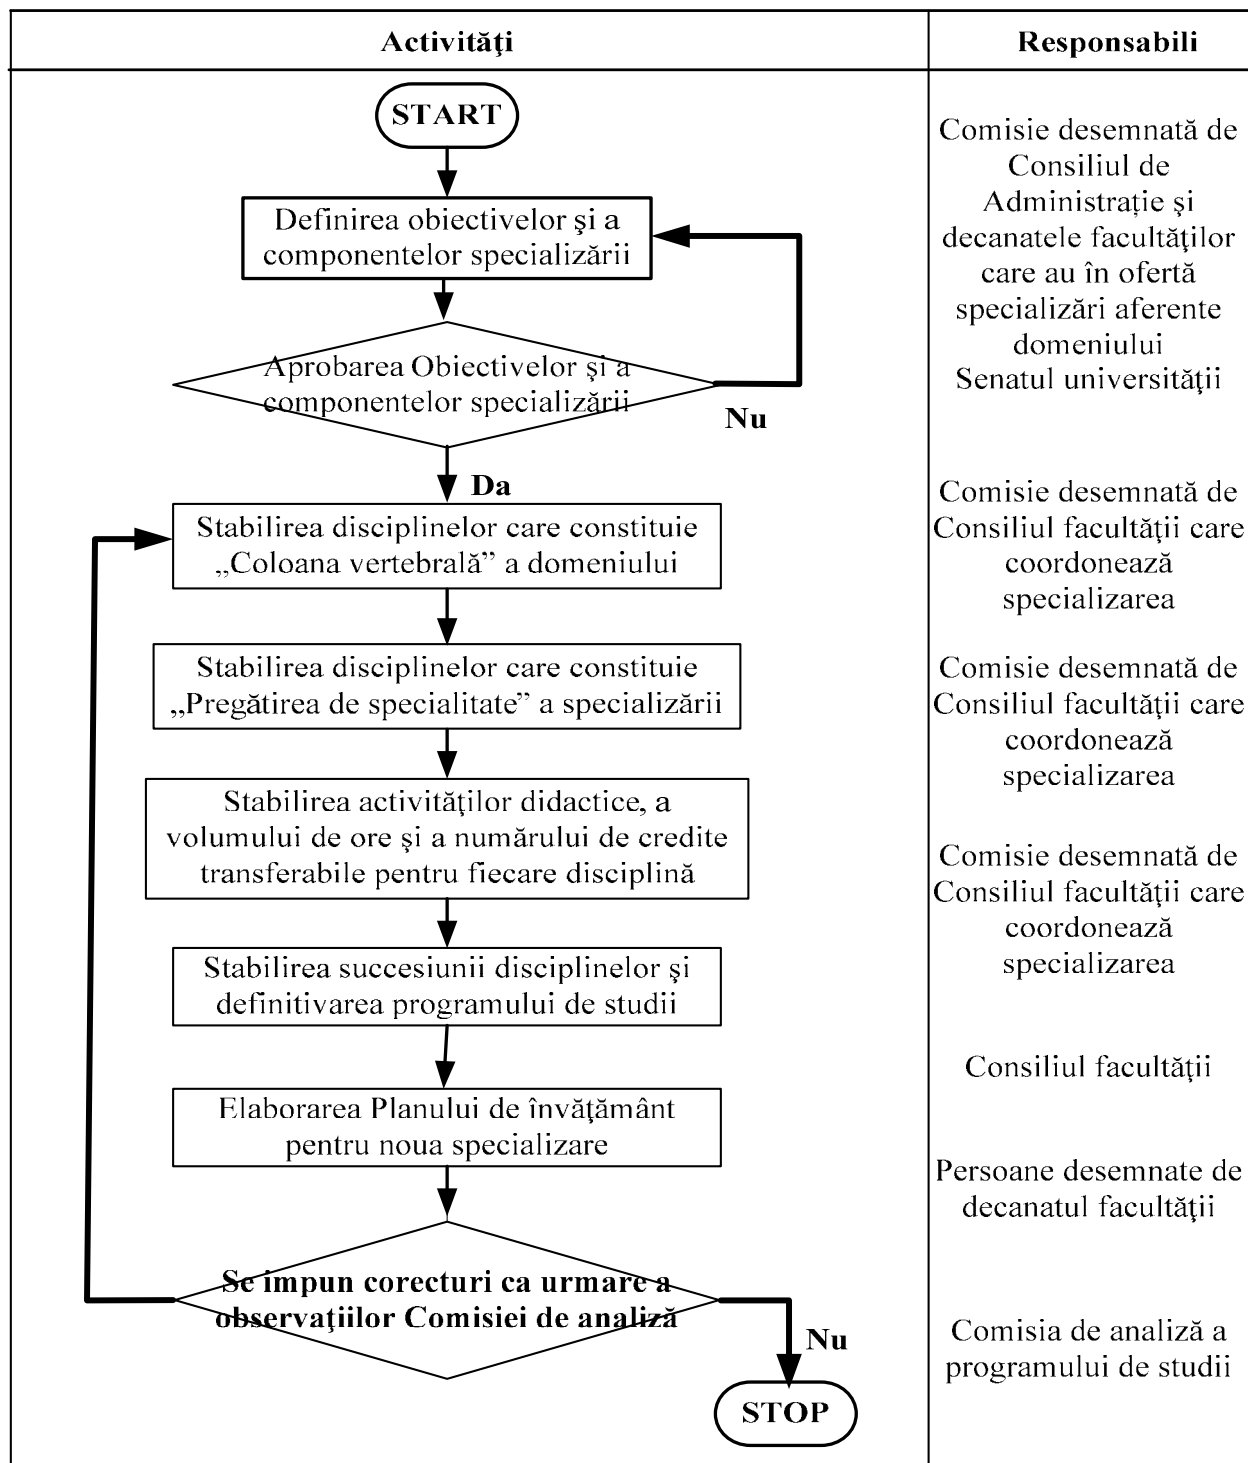 Activităţi
Responsabili
START
Definirea obiectivelor şi a
componentelor specializării
Aprobarea Obiectivelor şi a
componentelor specializării
Nu
Da
Stabilirea disciplinelor care constituie
„Coloana vertebrală” a domeniului
Stabilirea disciplinelor care constituie
„Pregătirea de specialitate” a specializării
Stabilirea activităţilor didactice, a
volumului de ore şi a numărului de credite
transferabile pentru fiecare disciplină
Stabilirea succesiunii disciplinelor şi
definitivarea programului de studii
Elaborarea Planului de învăţământ
pentru noua specializare
Se impun corecturi ca urmare a
observaţiilor Comisiei de analiză
Nu
STOP
Comisie desemnată de
Consiliul de
Administrație şi
decanatele facultăţilor
care au în ofertă
specializări aferente
domeniului
Senatul universităţii
Comisie desemnată de
Consiliul facultăţii care
coordonează
specializarea
Comisie desemnată de
Consiliul facultăţii care
coordonează
specializarea
Comisie desemnată de
Consiliul facultăţii care
coordonează
specializarea
Consiliul facultăţii
Persoane desemnate de
decanatul facultăţii
Comisia de analiză a
programului de studii